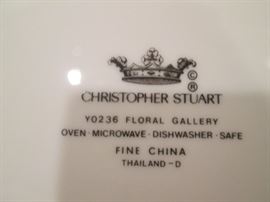 ©
®
CHRISTOPHER STUART
Y0236 FLORAL GALLERY
OVEN · MICROWAVE · DISHWASHER · SAFE
FINE CHINA
THAILAND - D